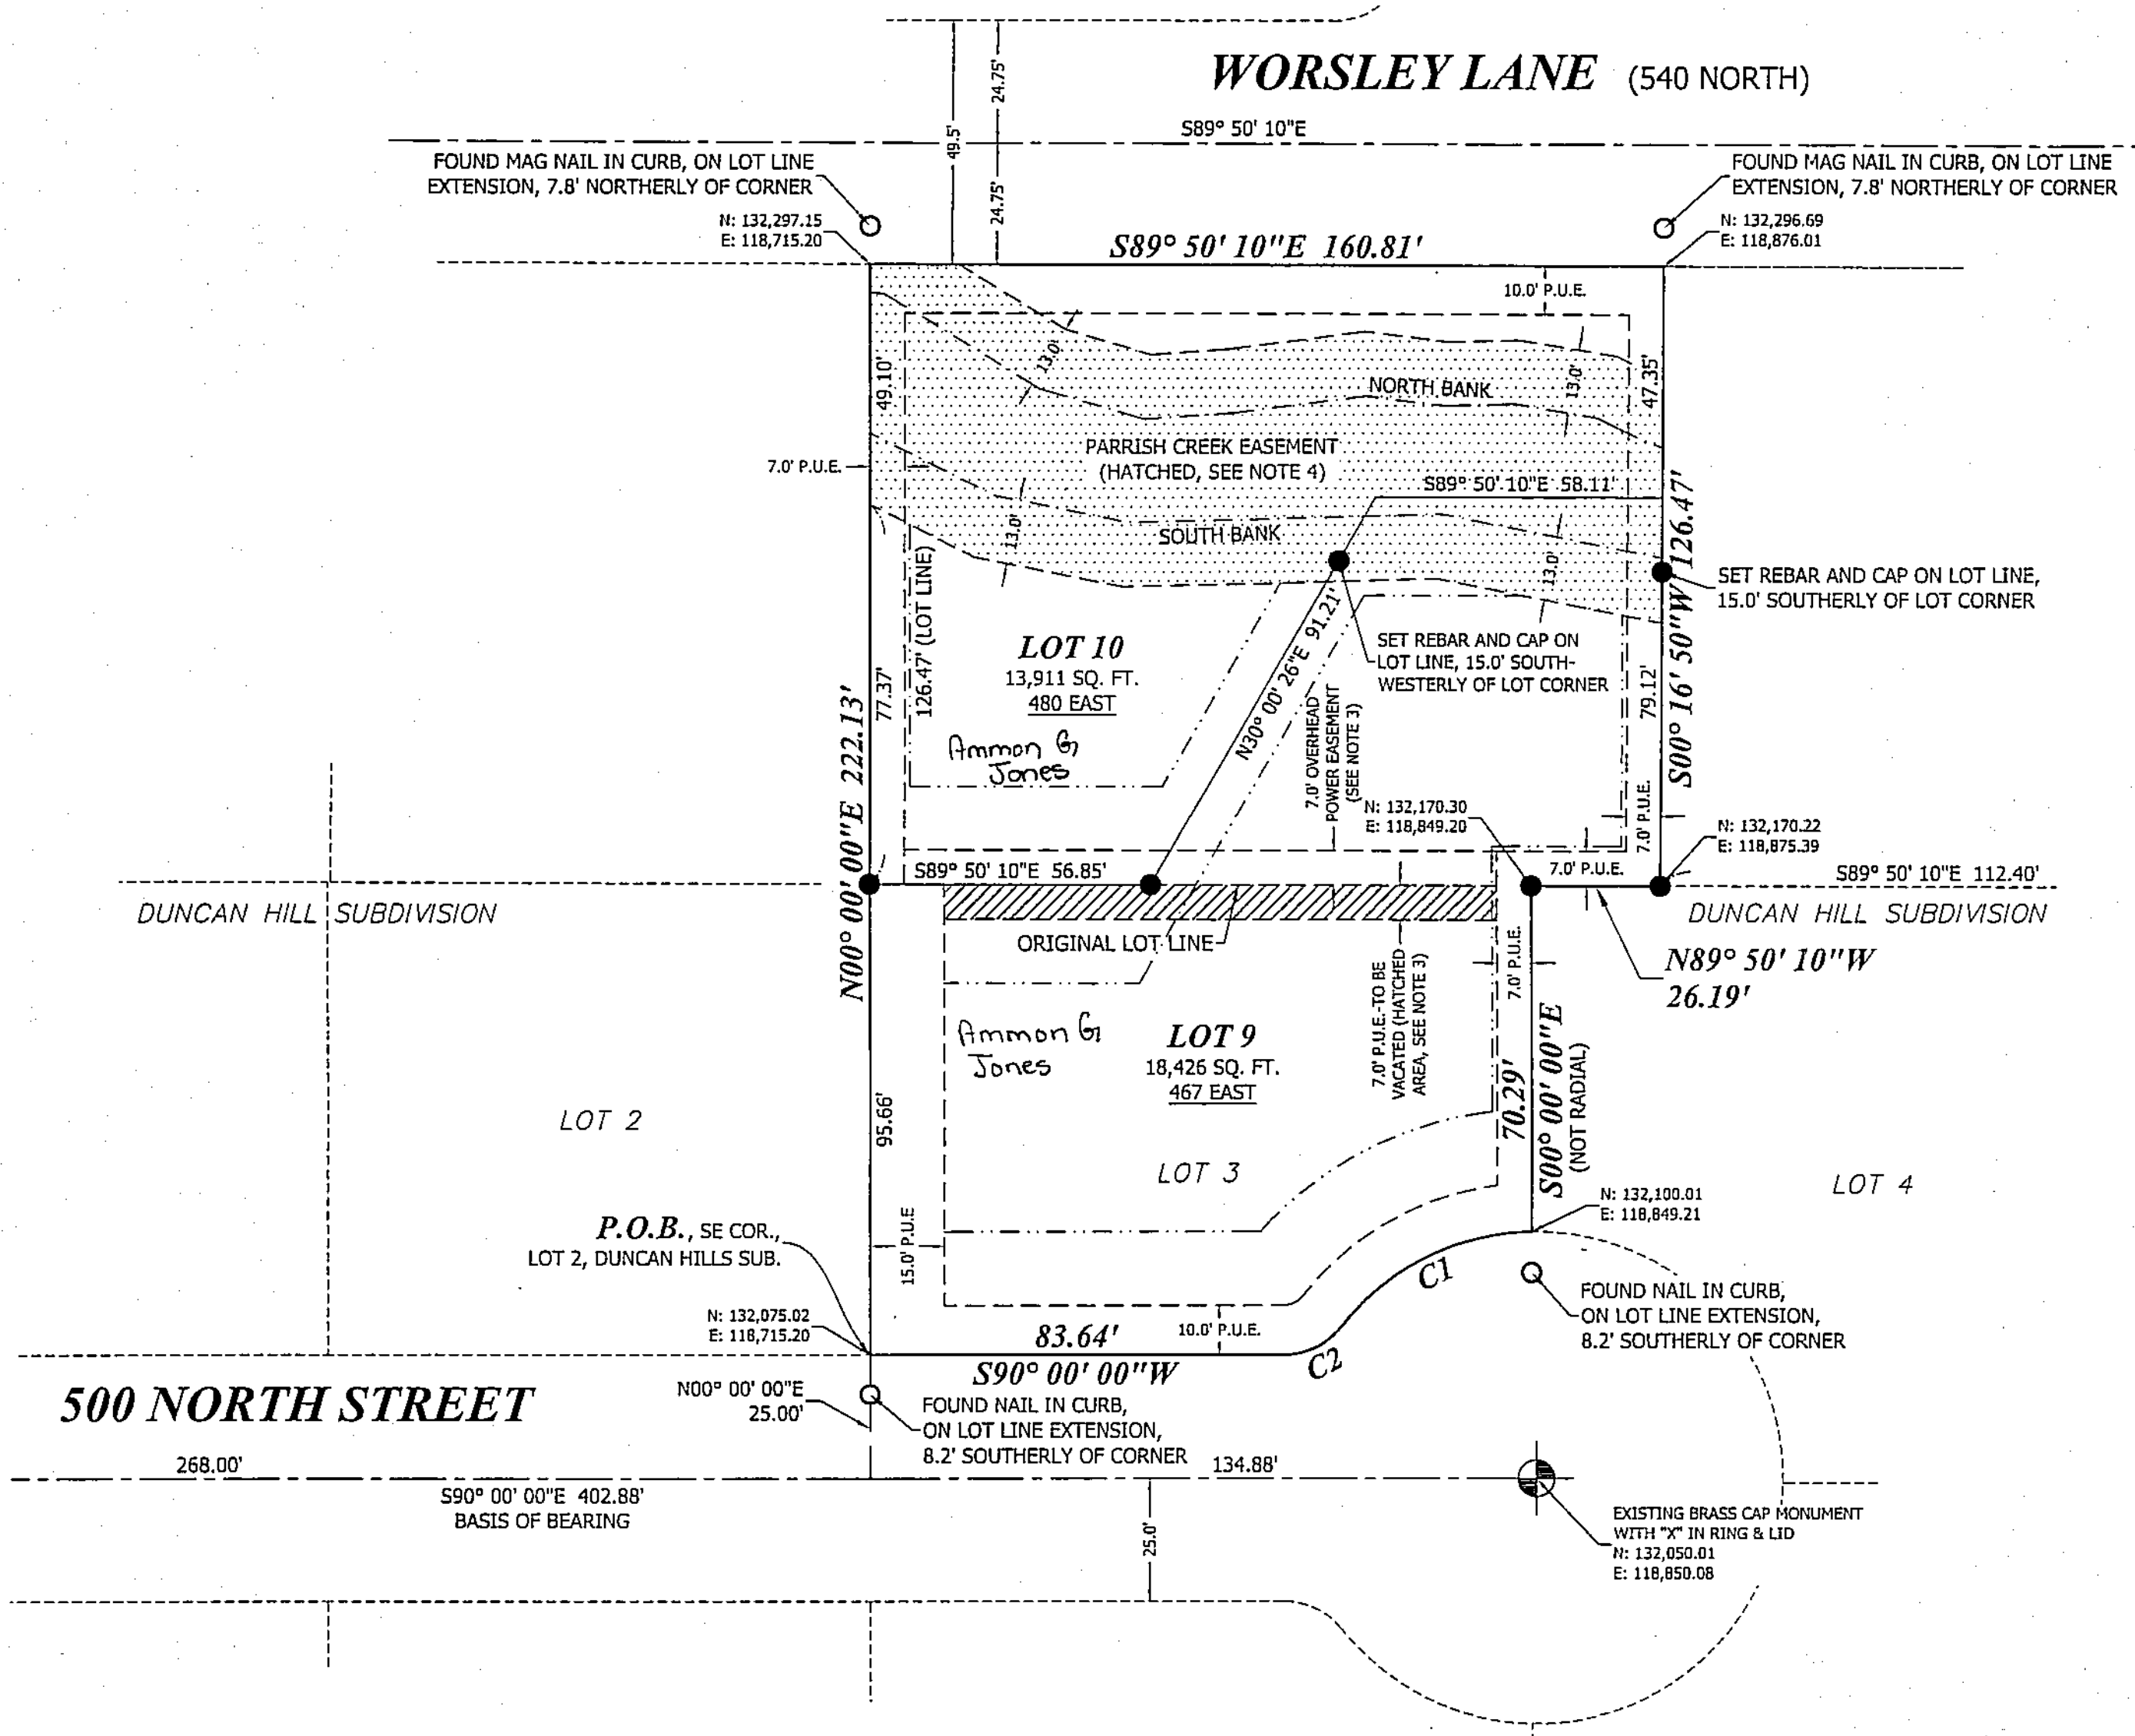 WORSLEY LANE (540 NORTH)
24.75'
49.5'
24.75'
S89° 50' 10"E
FOUND MAG NAIL IN CURB, ON LOT LINE
EXTENSION, 7.8' NORTHERLY OF CORNER
FOUND MAG NAIL IN CURB, ON LOT LINE
EXTENSION, 7.8' NORTHERLY OF CORNER
N: 132,297.15
E: 118,715.20
N: 132,296.69
E: 118,876.01
S89° 50' 10"E 160.81'
10.0' P.U.E.
13.0'
13.0'
49.10'
47.35'
NORTH BANK
PARRISH CREEK EASEMENT
(HATCHED, SEE NOTE 4)
7.0' P.U.E.
S89° 50' 10"E 58.11'
SOUTH BANK
13.0'
13.0'
S00° 16' 50"W 126.47'
SET REBAR AND CAP ON LOT LINE,
15.0' SOUTHERLY OF LOT CORNER
126.47' (LOT LINE)
LOT 10
13,911 SQ. FT.
480 EAST
Ammon G
Jones
N30° 00' 26"E 91.21'
SET REBAR AND CAP ON
LOT LINE, 15.0' SOUTH-
WESTERLY OF LOT CORNER
79.12'
77.37'
N00° 00' 00"E 222.13'
7.0' OVERHEAD
POWER EASEMENT
(SEE NOTE 3)
N: 132,170.30
E: 118,849.20
7.0' P.U.E.
N: 132,170.22
E: 118,875.39
S89° 50' 10"E 56.85'
7.0' P.U.E.
S89° 50' 10"E 112.40'
DUNCAN HILL SUBDIVISION
DUNCAN HILL SUBDIVISION
ORIGINAL LOT LINE
7.0' P.U.E.
N89° 50' 10"W
26.19'
7.0' P.U.E.-TO BE
VACATED (HATCHED
AREA, SEE NOTE 3)
Ammon G
Jones
LOT 9
18,426 SQ. FT.
467 EAST
70.29'
S00° 00' 00"E
(NOT RADIAL)
95.66'
LOT 2
LOT 3
LOT 4
N: 132,100.01
E: 118,849.21
P.O.B., SE COR.,
LOT 2, DUNCAN HILLS SUB.
15.0' P.U.E
C1
FOUND NAIL IN CURB,
ON LOT LINE EXTENSION,
8.2' SOUTHERLY OF CORNER
N: 132,075.02
E: 118,715.20
83.64'
10.0' P.U.E.
S90° 00' 00"W
C2
500 NORTH STREET
N00° 00' 00"E
25.00'
FOUND NAIL IN CURB,
ON LOT LINE EXTENSION,
8.2' SOUTHERLY OF CORNER
268.00'
134.88'
S90° 00' 00"E 402.88'
BASIS OF BEARING
25.0'
EXISTING BRASS CAP MONUMENT
WITH "X" IN RING & LID
N: 132,050.01
E: 118,850.08